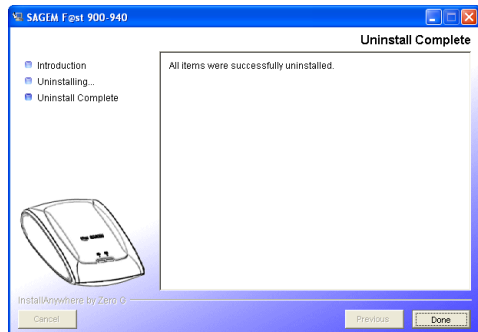 SAGEM F@st 900-940
Uninstall Complete
Introduction
Uninstalling...
Uninstall Complete
All items were successfully uninstalled.
InstallAnywhere by Zero G
Cancel
Previous
Done